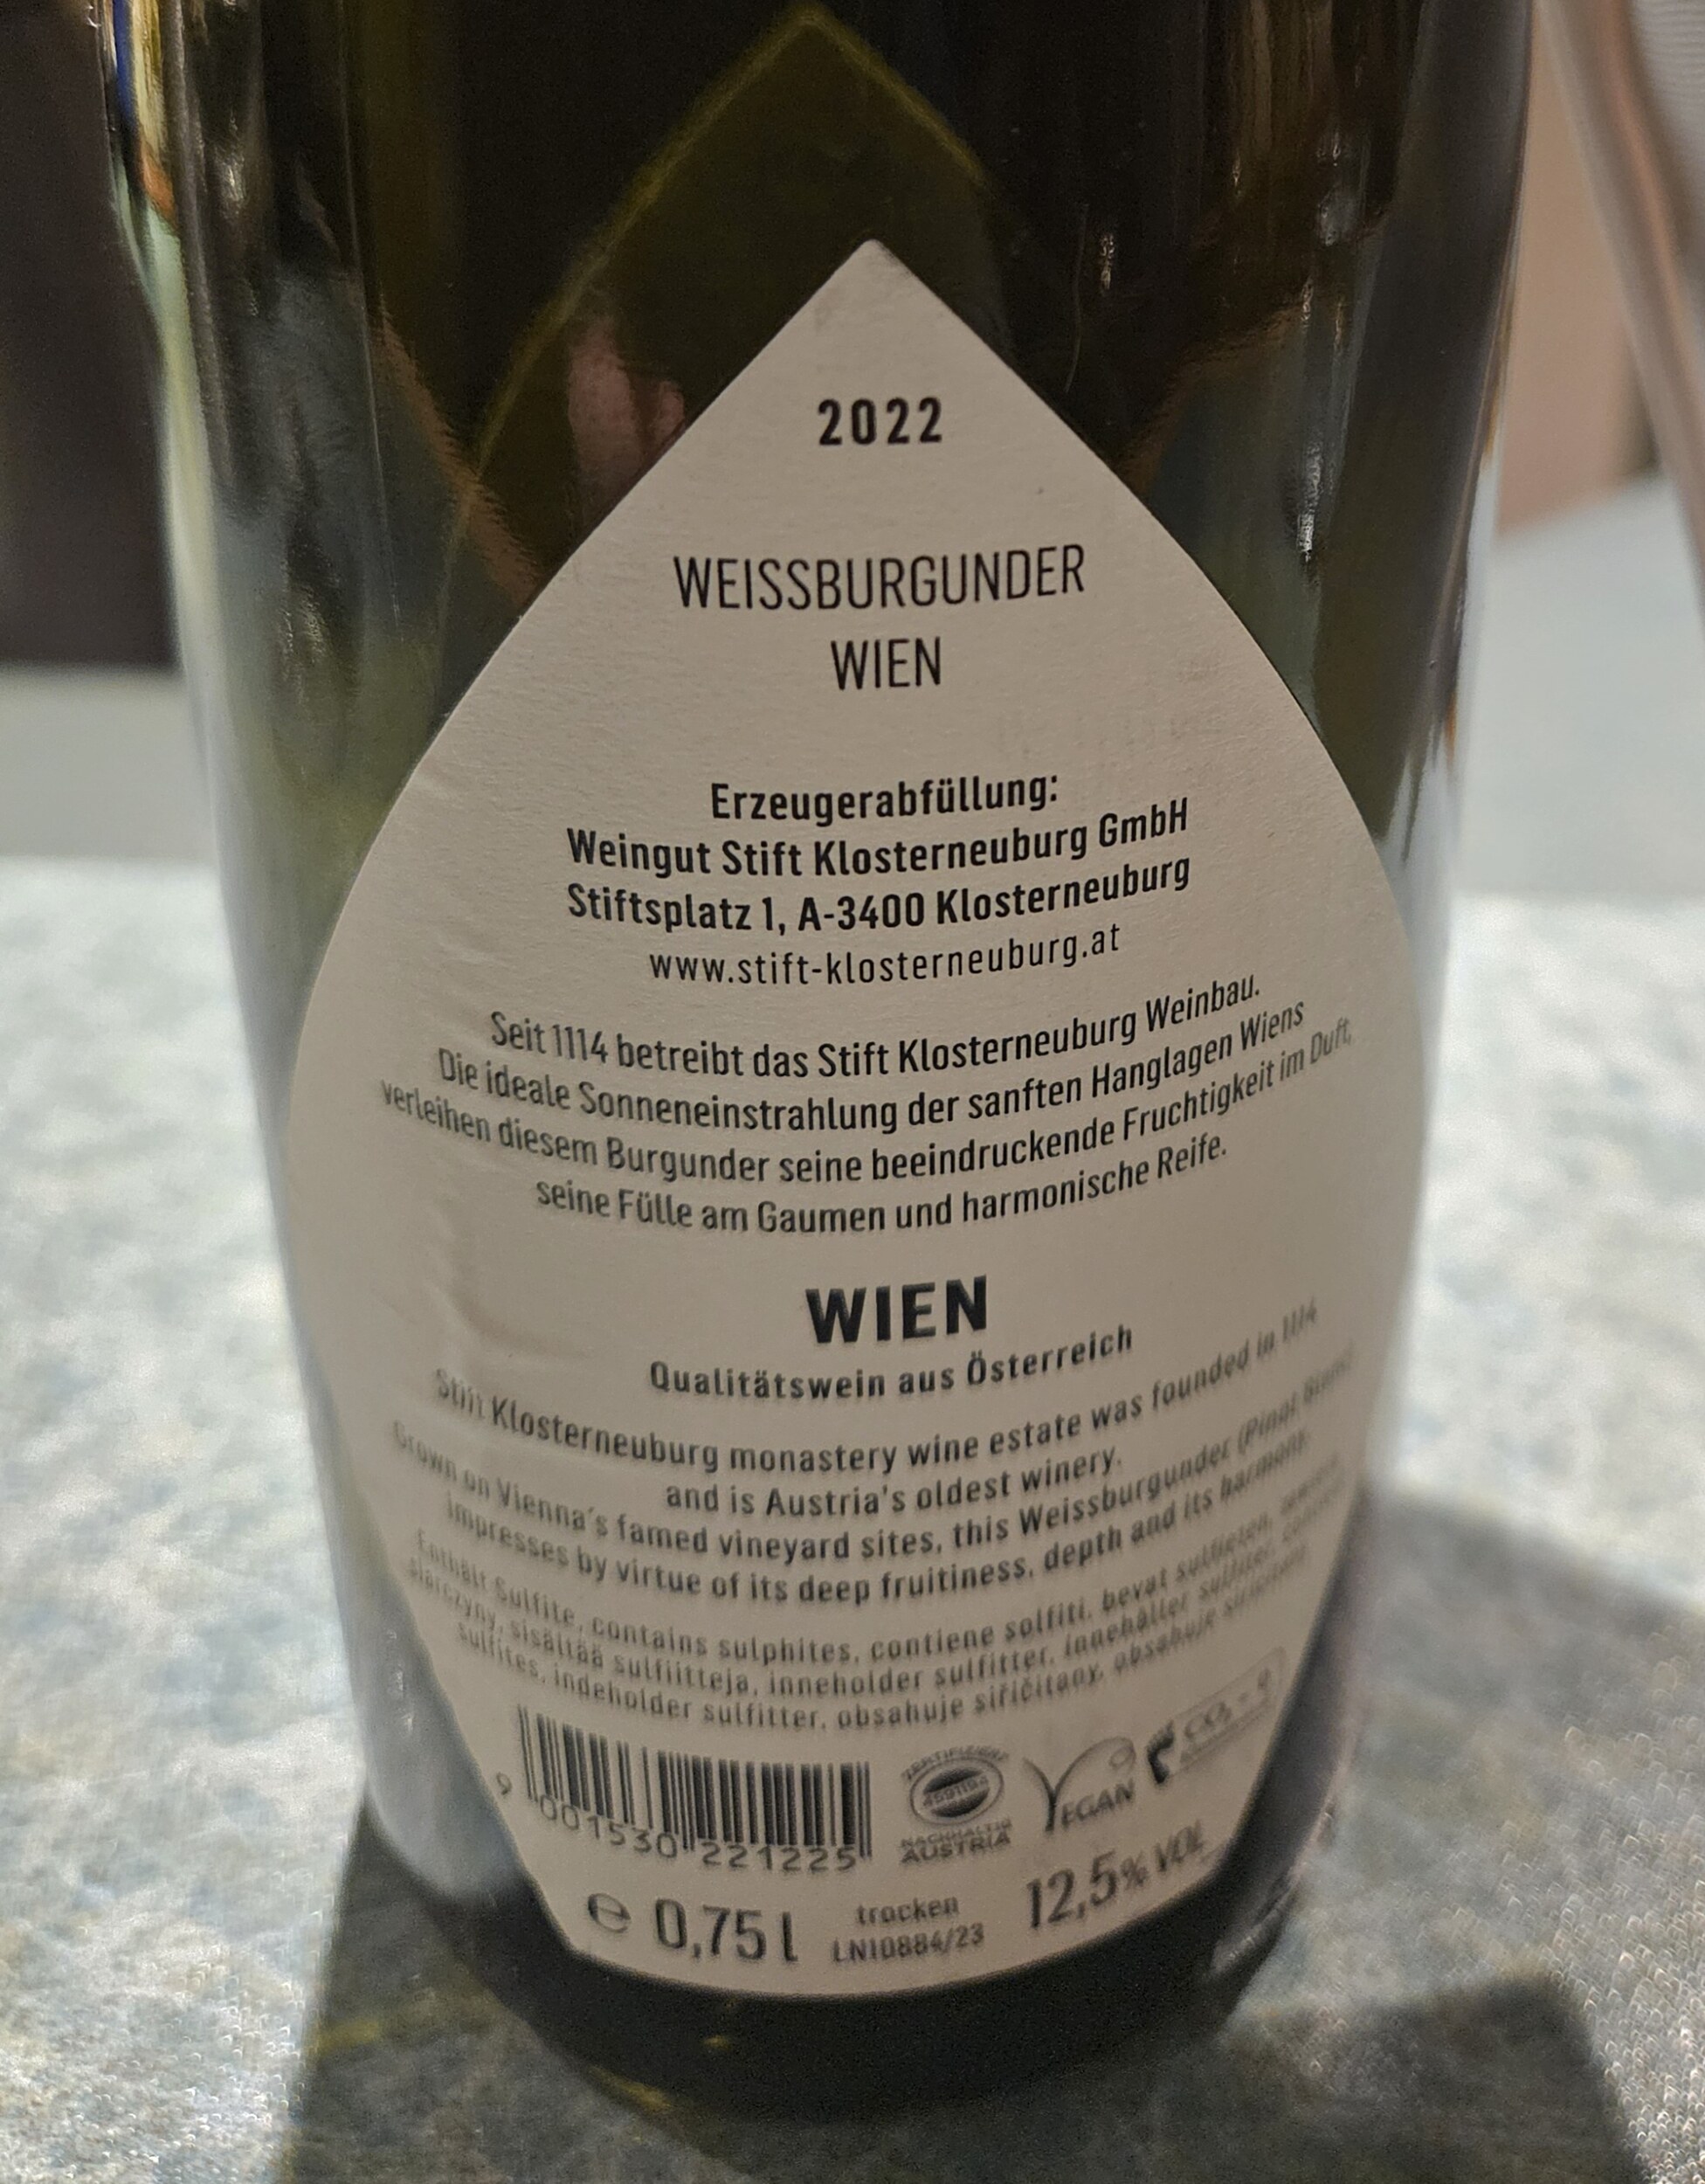 2022
WEISSBURGUNDER
WIEN
Erzeugerabfüllung:
Weingut Stift Klosterneuburg GmbH
Stiftsplatz 1, A-3400 Klosterneuburg
www.stift-klosterneuburg.at
Seit 1114 betreibt das Stift Klosterneuburg Weinbau.
Die ideale Sonneneinstrahlung der sanften Hanglagen Wiens
verleihen diesem Burgunder seine beeindruckende Fruchtigkeit im Duft,
seine Fülle am Gaumen und harmonische Reife.
WIEN
Qualitätswein aus Österreich
Stift Klosterneuburg monastery wine estate was founded in 1114
and is Austria's oldest winery.
Grown on Vienna's famed vineyard sites, this Weissburgunder (Pinot Blanc)
impresses by virtue of its deep fruitiness, depth and its harmony.
Enthält Sulfite, contains sulphites, contiene solfiti, bevat sulfieten,
siarczyny, sisältää sulfiitteja, inneholder sulfitter, innehåller sulfiter,
sulfites, indeholder sulfitter, obsahuje siřičitany, obsahuje
9 001530 221225
ZERTIFIZIERT
NACHHALTIG
AUSTRIA
VEGAN
e 0,75 l
trocken
LN10884/23
12,5% VOL